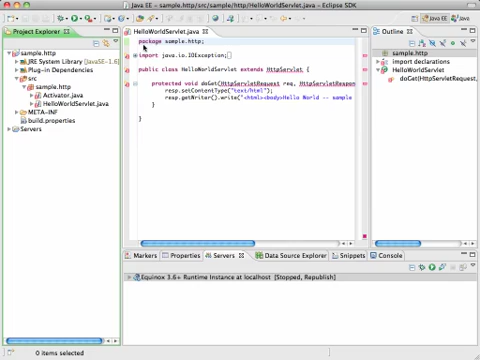 Java EE - sample.http/src/sample/http/HelloWorldServlet.java - Eclipse SDK
Java EE
Java
Project Explorer
sample.http
JRE System Library [JavaSE-1.6
Plug-in Dependencies
src
sample.http
Activator.java
HelloWorldServlet.java
META-INF
build.properties
Servers
HelloWorldServlet.java
package sample.http;
import java.io.IOException;
public class HelloWorldServlet extends HttpServlet {
protected void doGet(HttpServletRequest req, HttpServletRespon
resp.setContentType("text/html");
resp.getWriter().write("<html><body>Hello World -- sample
}
}
Outline
sample.http
import declarations
HelloWorldServlet
doGet(HttpServletRequest,
Markers
Properties
Servers
Data Source Explorer
Snippets
Console
Equinox 3.6+ Runtime Instance at localhost [Stopped, Republish]
0 items selected